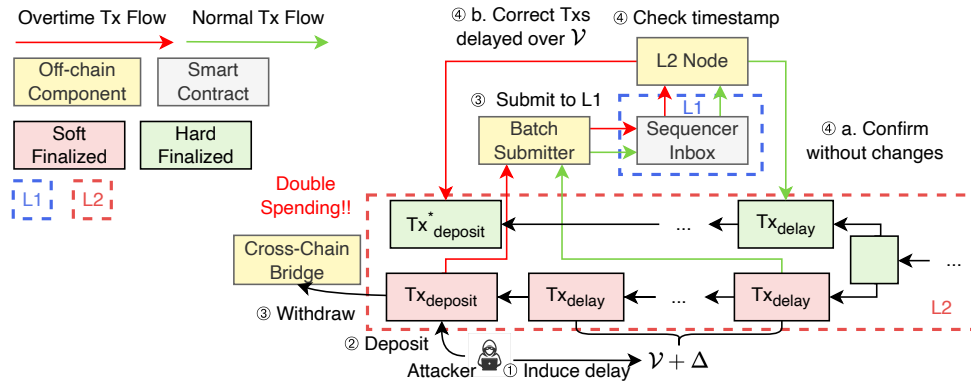 Overtime Tx Flow
Normal Tx Flow
Off-chain
Component
Smart
Contract
Soft
Finalized
Hard
Finalized
L1
L2
④ b. Correct Txs
delayed over 𝒱
④ Check timestamp
L2 Node
③ Submit to L1
Batch
Submitter
L1
Sequencer
Inbox
④ a. Confirm
without changes
Double
Spending!!
Tx*deposit
...
Txdelay
...
Cross-Chain
Bridge
Txdeposit
Txdelay
...
Txdelay
L2
③ Withdraw
② Deposit
Attacker
① Induce delay
𝒱 + Δ